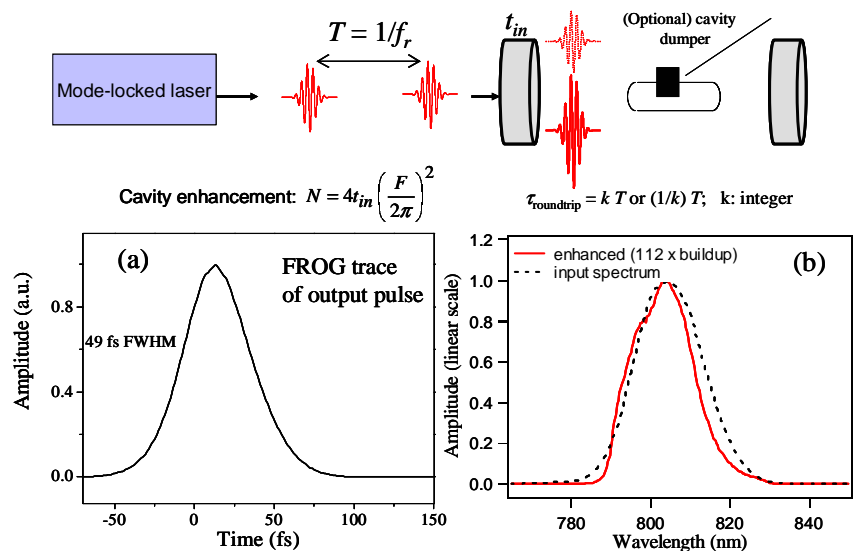 Mode-locked laser
T = 1/f_r
t_in
(Optional) cavity
dumper
Cavity enhancement: N = 4t_in (F/2π)^2
τ_roundtrip = k T or (1/k) T; k: integer
(a)
FROG trace
of output pulse
49 fs FWHM
Amplitude (a.u.)
0.8
0.4
0.0
-50 0 50 100 150
Time (fs)
(b)
enhanced (112 x buildup)
input spectrum
Amplitude (linear scale)
1.2
1.0
0.8
0.6
0.4
0.2
0.0
780 800 820 840
Wavelength (nm)